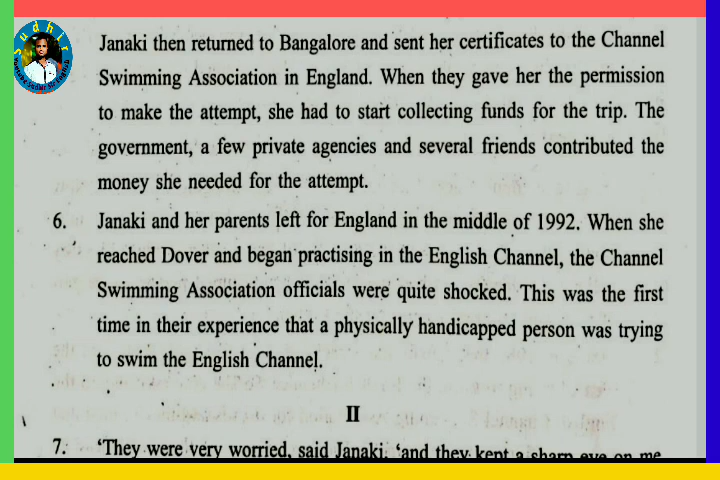 Sudhir
Janaki then returned to Bangalore and sent her certificates to the Channel
Swimming Association in England. When they gave her the permission
to make the attempt, she had to start collecting funds for the trip. The
government, a few private agencies and several friends contributed the
money she needed for the attempt.
6. Janaki and her parents left for England in the middle of 1992. When she
reached Dover and began practising in the English Channel, the Channel
Swimming Association officials were quite shocked. This was the first
time in their experience that a physically handicapped person was trying
to swim the English Channel.
II
7. ‘They were very worried, said Janaki, ‘and they kept a sharp eye on me